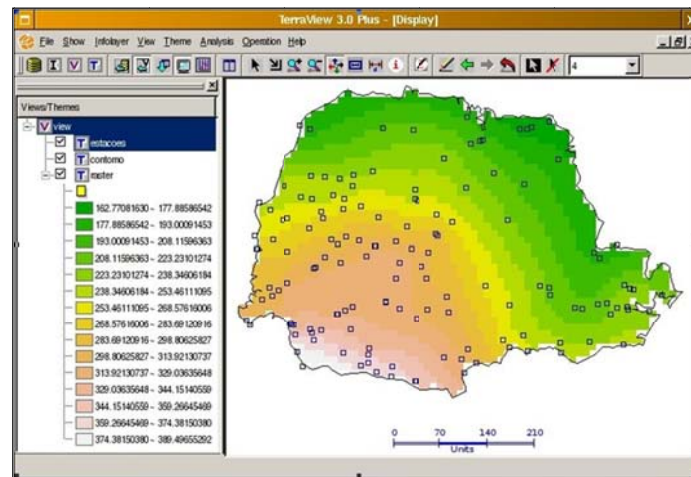 TerraView 3.0 Plus - [Display]
File Show Infolayer View Theme Analysis Operation Help
I V T
4
Views/Themes
V view
T estacoes
T contorno
T raster
162.77081630 ~ 177.88586542
177.88586542 ~ 193.00091453
193.00091453 ~ 208.11596363
208.11596363 ~ 223.23101274
223.23101274 ~ 238.34606184
238.34606184 ~ 253.46111095
253.46111095 ~ 268.57616006
268.57616006 ~ 283.69120916
283.69120916 ~ 298.80625827
298.80625827 ~ 313.92130737
313.92130737 ~ 329.03635648
329.03635648 ~ 344.15140559
344.15140559 ~ 359.26645469
359.26645469 ~ 374.38150380
374.38150380 ~ 389.49655292
0 70 140 210
Units